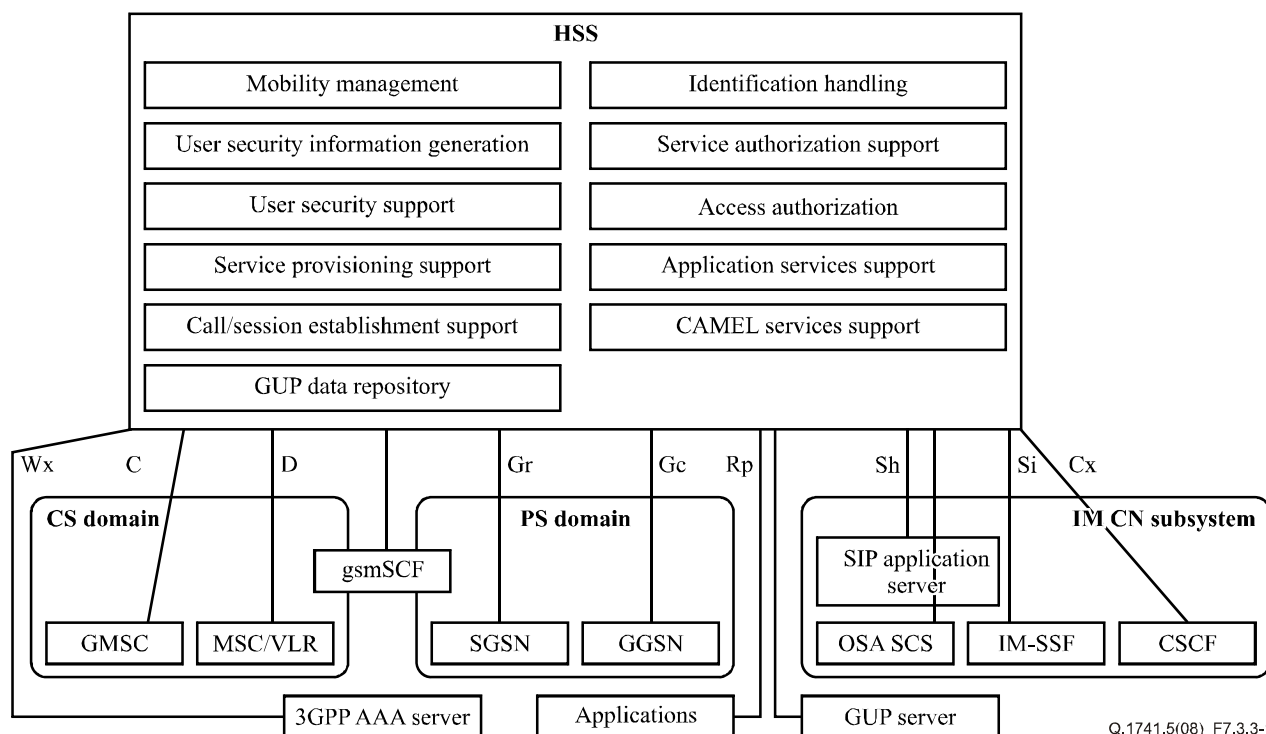 HSS
Mobility management
Identification handling
User security information generation
Service authorization support
User security support
Access authorization
Service provisioning support
Application services support
Call/session establishment support
CAMEL services support
GUP data repository
Wx
C
D
Gr
Gc
Rp
Sh
Si
Cx
CS domain
PS domain
IM CN subsystem
gsmSCF
SIP application
server
GMSC
MSC/VLR
SGSN
GGSN
OSA SCS
IM-SSF
CSCF
3GPP AAA server
Applications
GUP server
Q.1741.5(08)_F7.3.3-